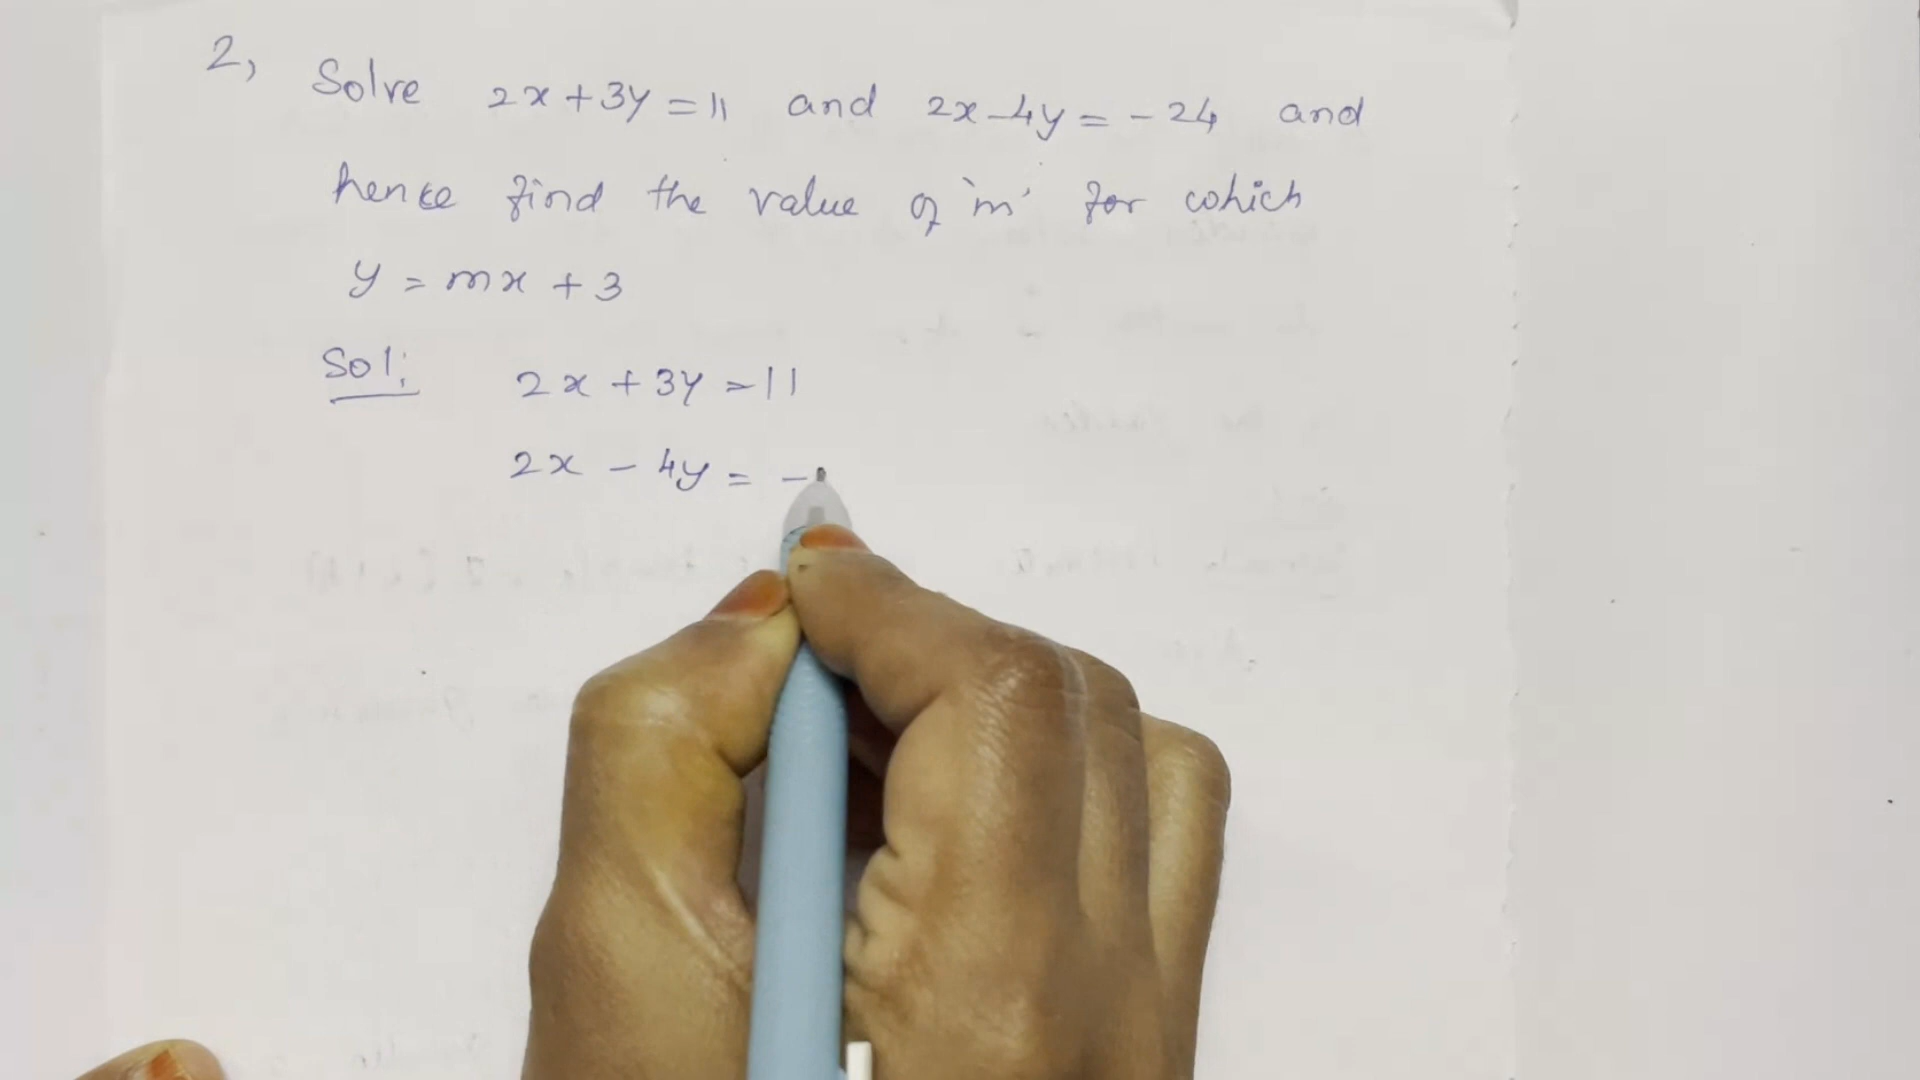 2, Solve 2x+3y=11 and 2x-4y=-24 and
hence find the value of 'm' for which
y = mx + 3
Sol: 2x + 3y = 11
2x - 4y = -